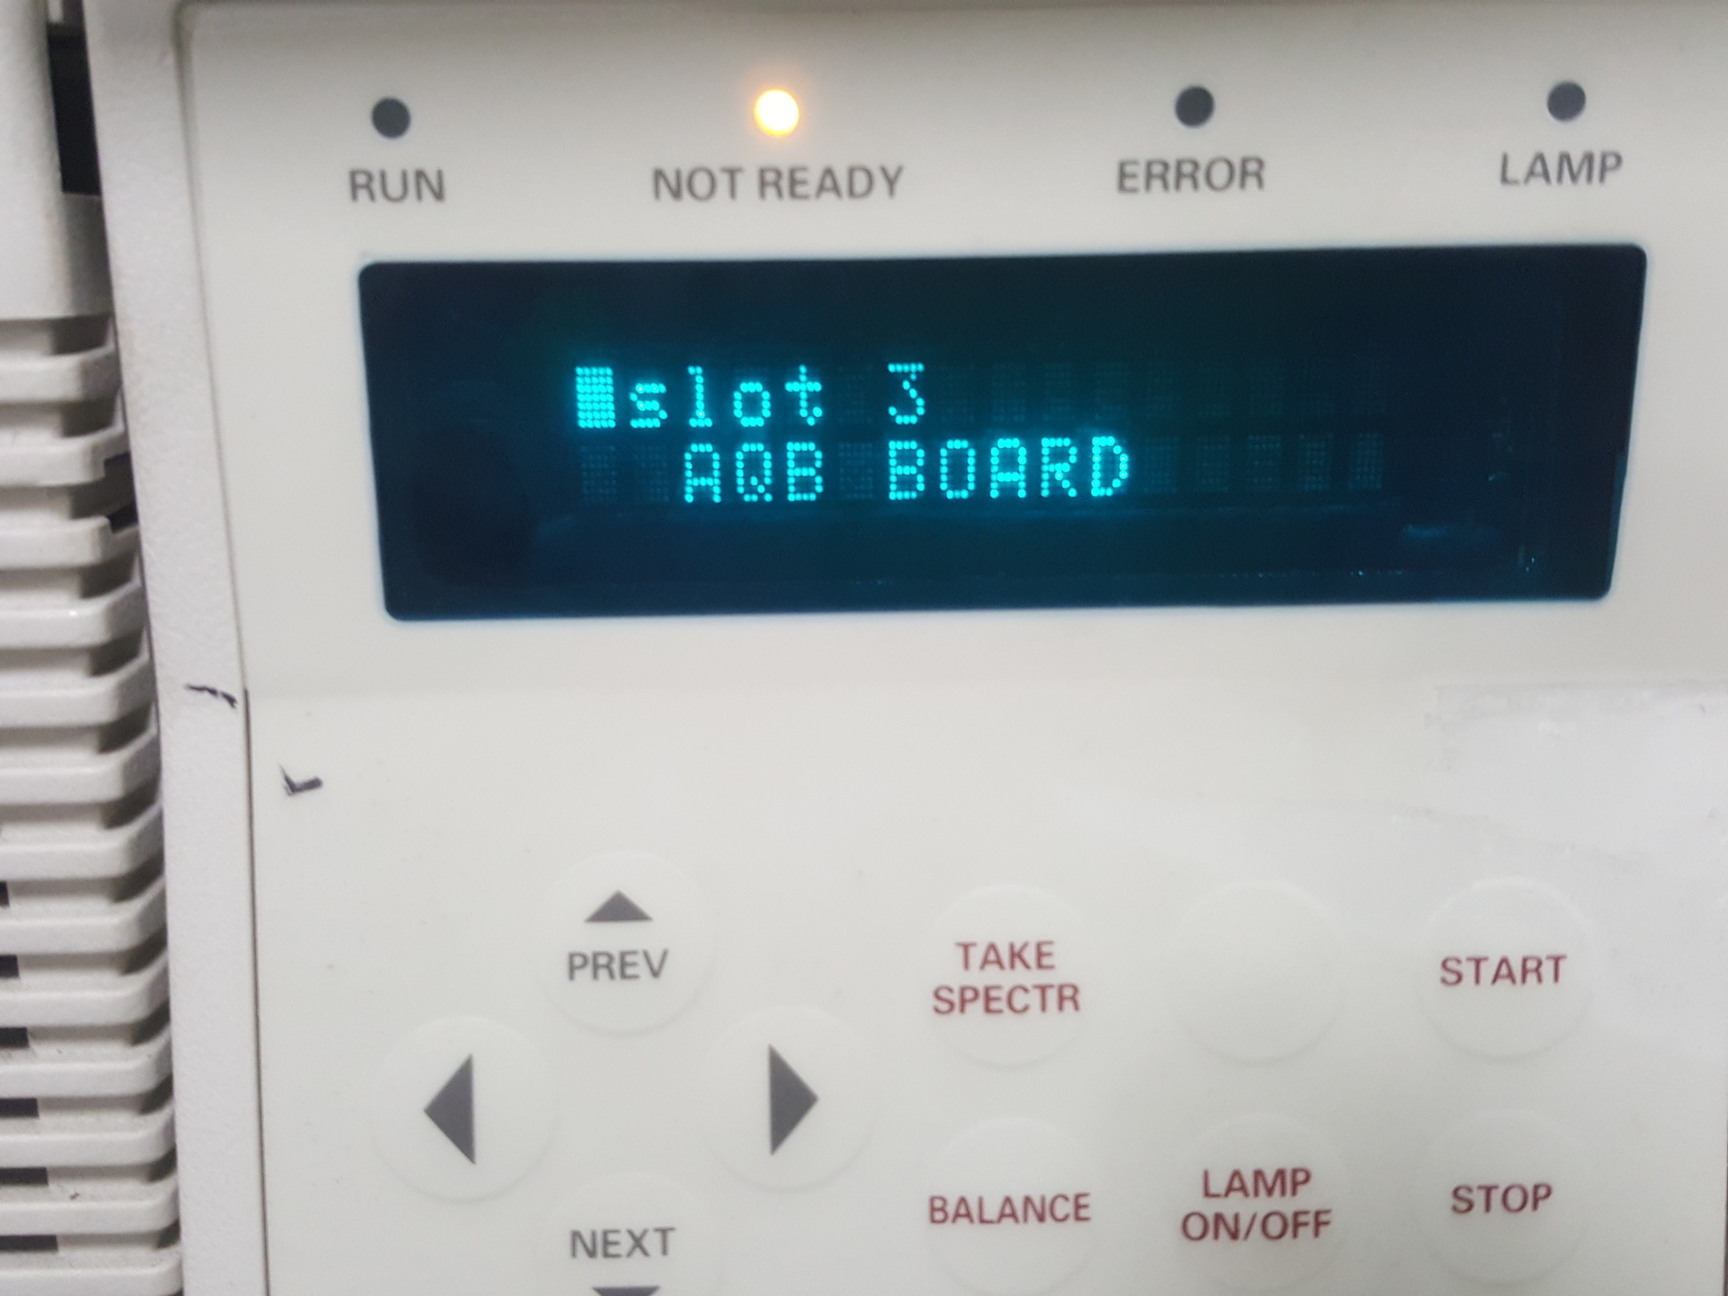 RUN NOT READY ERROR LAMP
slot 3
AQB BOARD
PREV
TAKE
SPECTR
START
BALANCE
LAMP
ON/OFF
STOP
NEXT